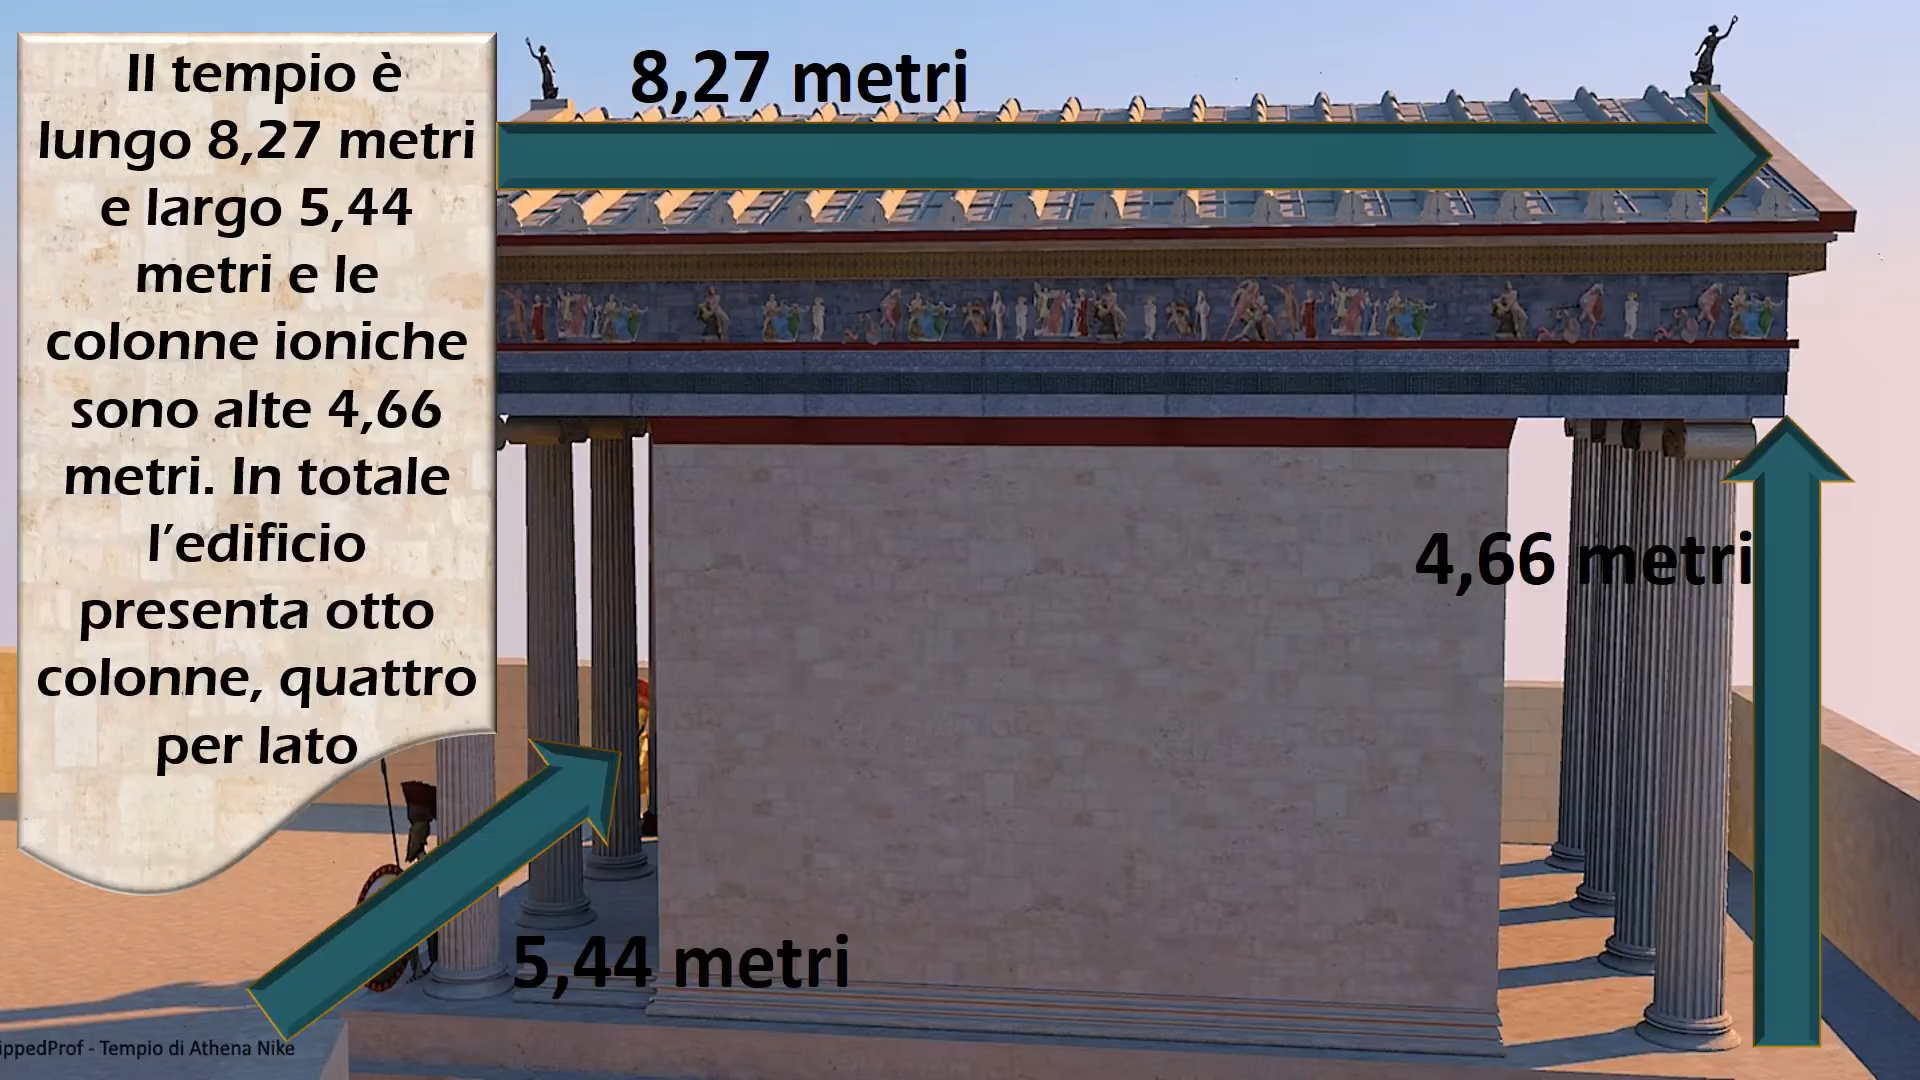 Il tempio è
lungo 8,27 metri
e largo 5,44
metri e le
colonne ioniche
sono alte 4,66
metri. In totale
l’edificio
presenta otto
colonne, quattro
per lato
8,27 metri
4,66 metri
5,44 metri
ippedProf - Tempio di Athena Nike